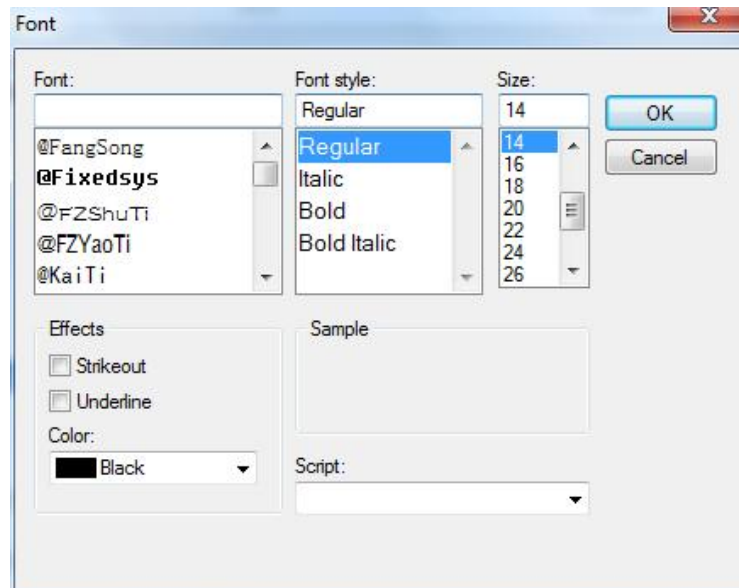 Font
Font:
Font style:
Size:
Regular
14
OK
Cancel
@FangSong
@Fixedsys
@FZShuTi
@FZYaoTi
@KaiTi
Regular
Italic
Bold
Bold Italic
14
16
18
20
22
24
26
Effects
Strikeout
Underline
Color:
Black
Sample
Script: